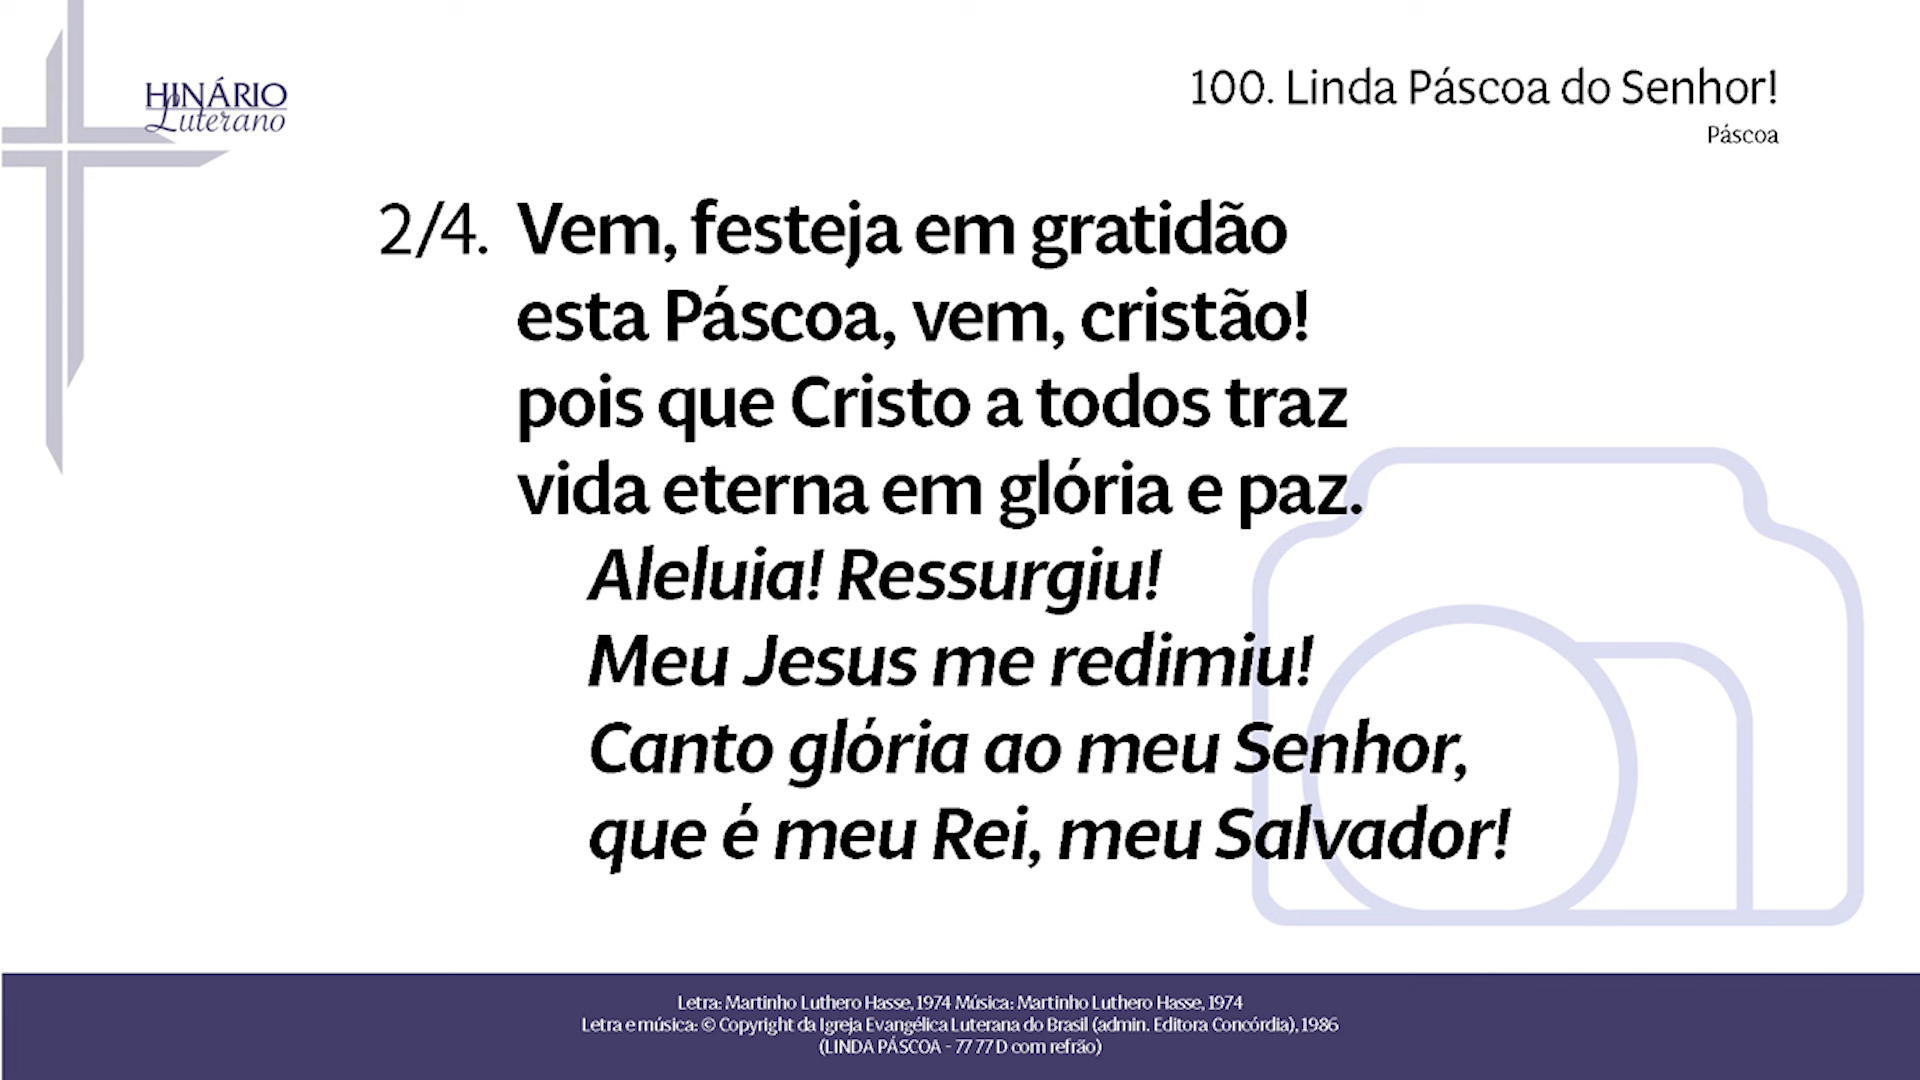 HINÁRIO
Luterano
100. Linda Páscoa do Senhor!
Páscoa
2/4. Vem, festeja em gratidão
esta Páscoa, vem, cristão!
pois que Cristo a todos traz
vida eterna em glória e paz.
Aleluia! Ressurgiu!
Meu Jesus me redimiu!
Canto glória ao meu Senhor,
que é meu Rei, meu Salvador!
Letra: Martinho Luthero Hasse, 1974 Música: Martinho Luthero Hasse, 1974
Letra e música: © Copyright da Igreja Evangélica Luterana do Brasil (admin. Editora Concórdia), 1986
(LINDA PÁSCOA - 77 77 D com refrão)